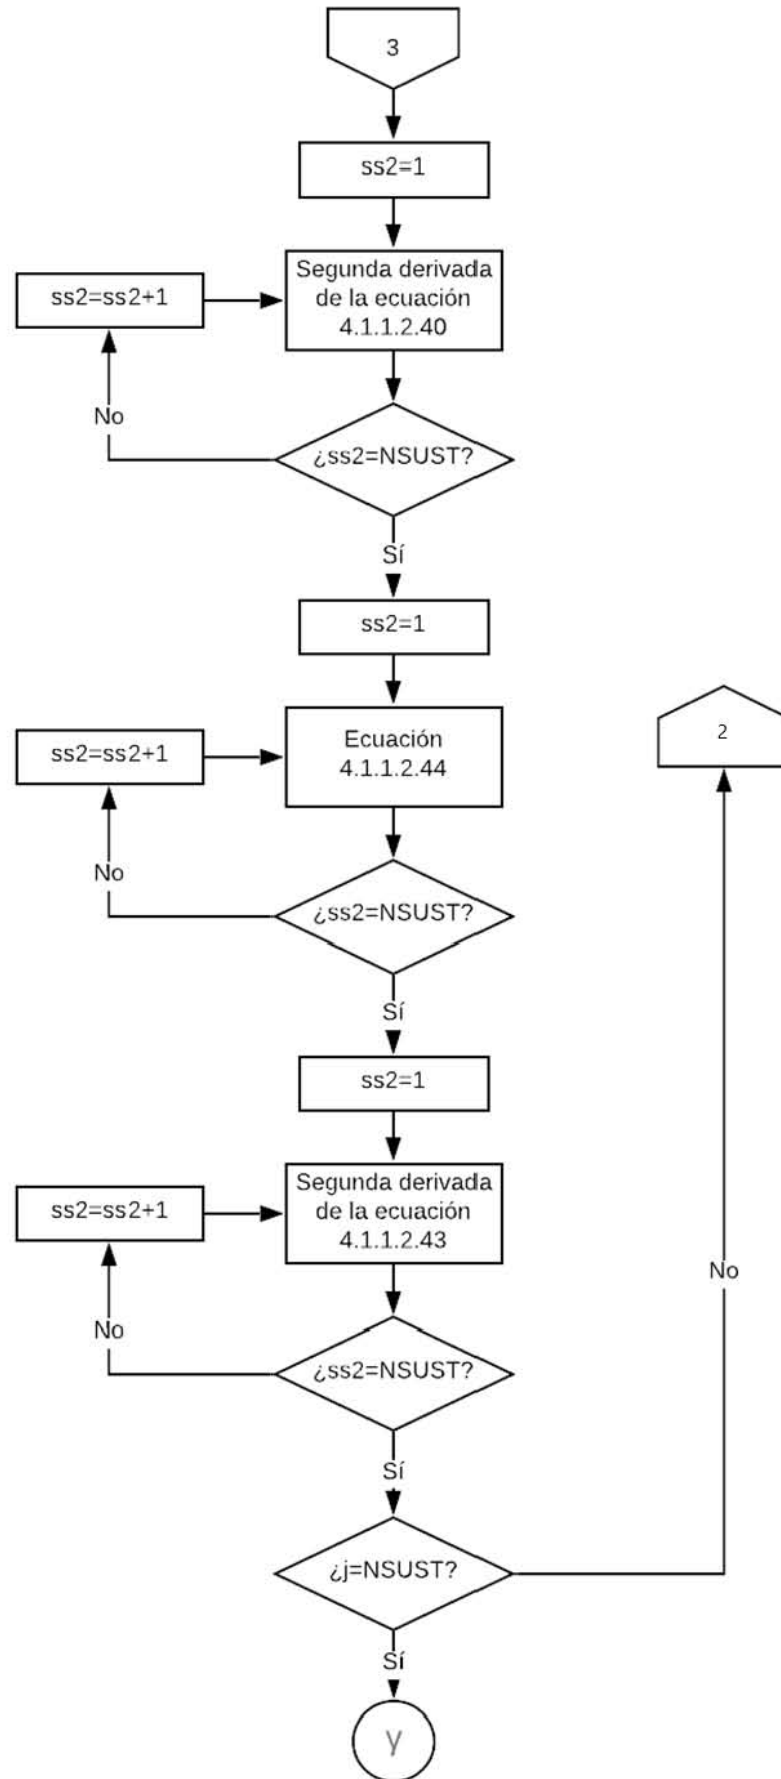 3
ss2=1
Segunda derivada
de la ecuación
4.1.1.2.40
ss2=ss2+1
No
¿ss2=NSUST?
Sí
ss2=1
Ecuación
4.1.1.2.44
ss2=ss2+1
2
No
¿ss2=NSUST?
Sí
ss2=1
Segunda derivada
de la ecuación
4.1.1.2.43
ss2=ss2+1
No
No
¿ss2=NSUST?
Sí
¿j=NSUST?
Sí
y